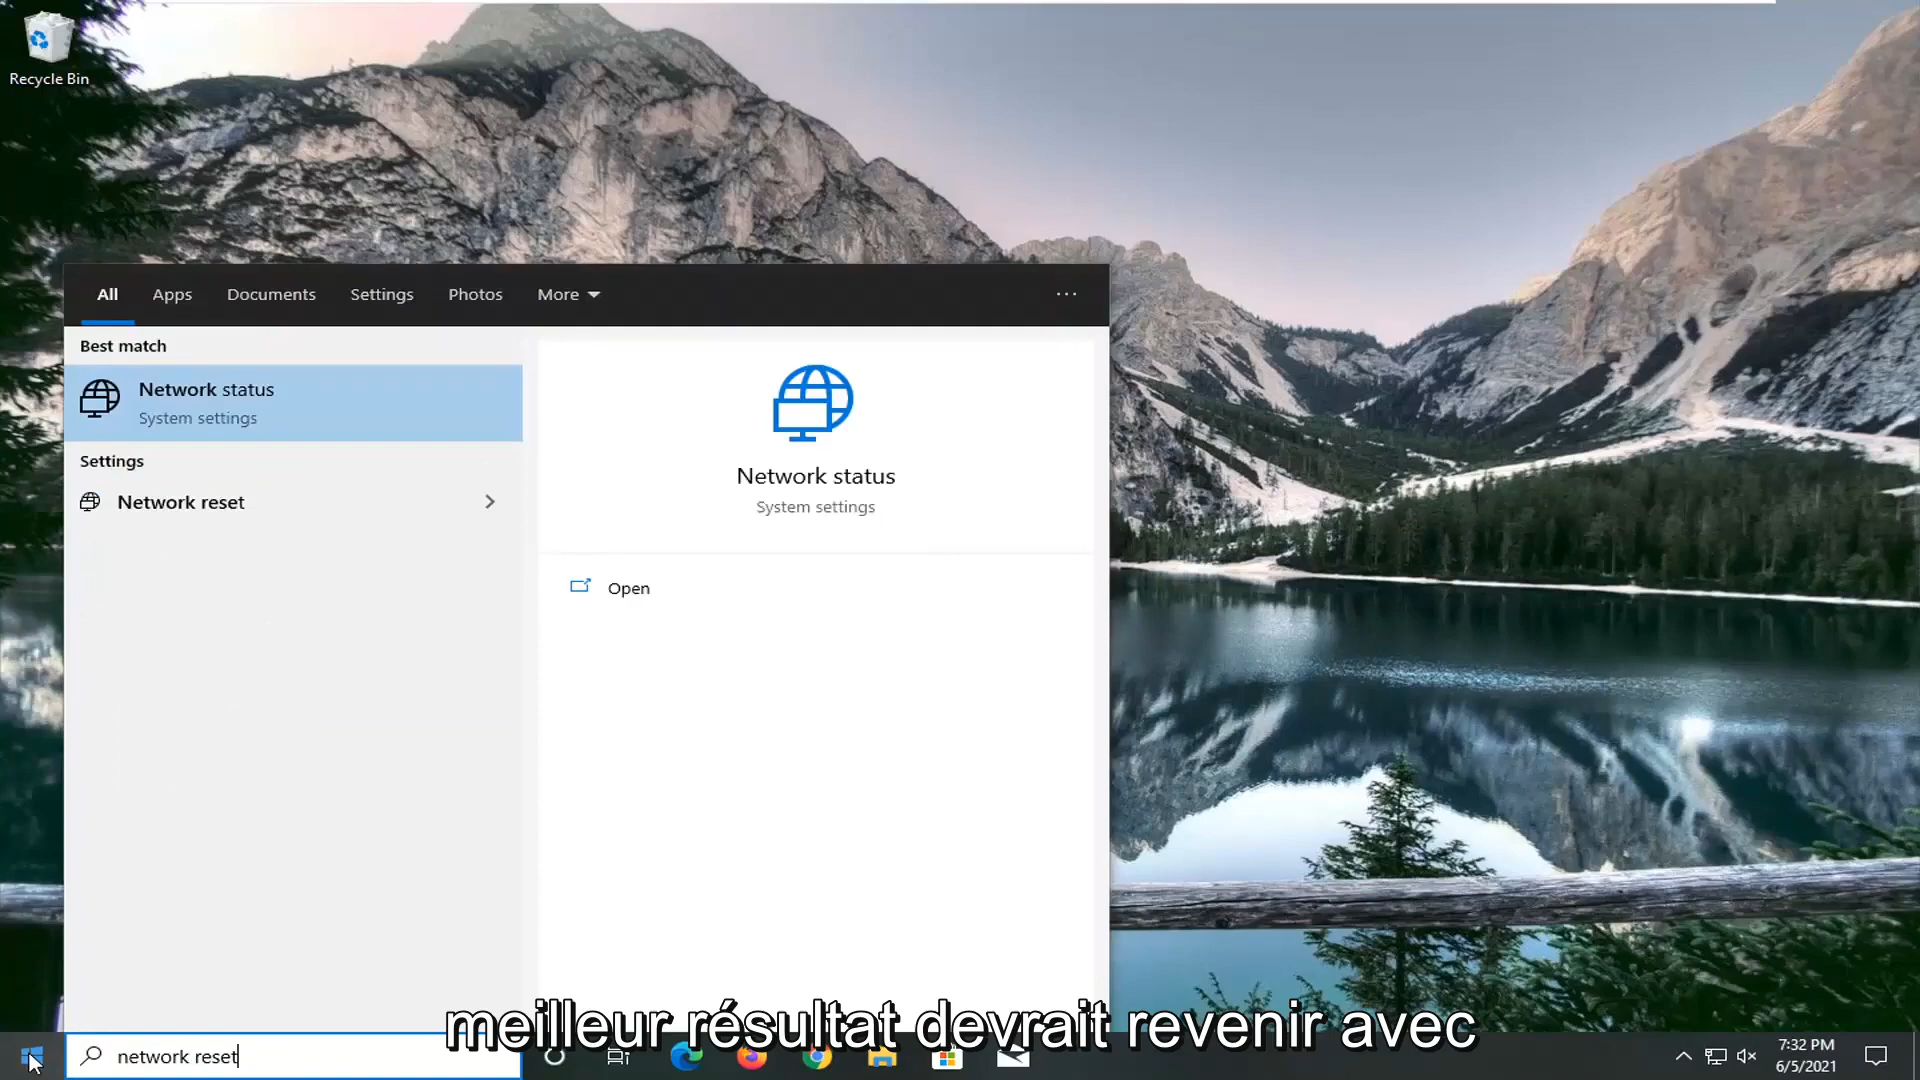 Recycle Bin
All Apps Documents Settings Photos More ...
Best match
Network status
System settings
Settings
Network reset
Network status
System settings
Open
meilleur résultat devrait revenir avec
network reset
7:32 PM
6/5/2021